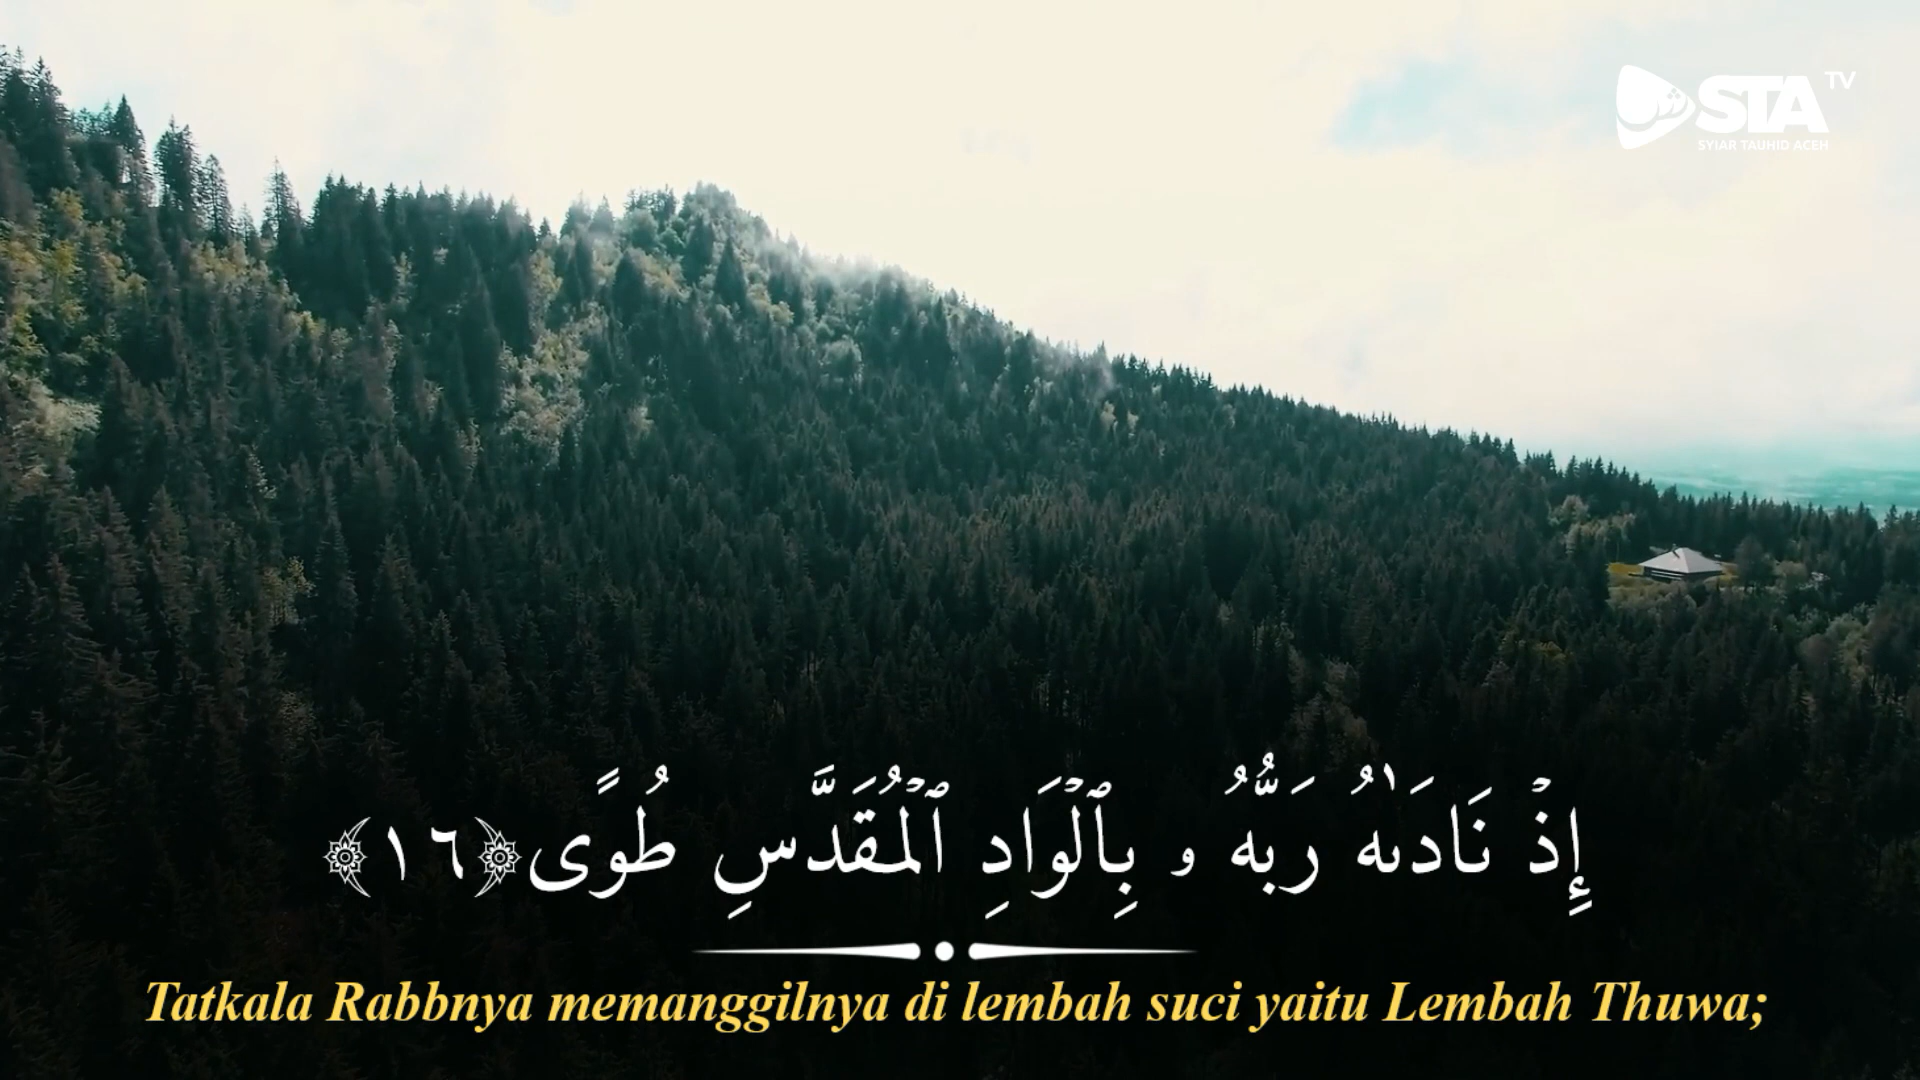 STA TV
SYIAR TAUHID ACEH
إِذۡ نَادَىٰهُ رَبُّهُۥ بِٱلۡوَادِ ٱلۡمُقَدَّسِ طُوًى ﴿١٦﴾
Tatkala Rabbnya memanggilnya di lembah suci yaitu Lembah Thuwa;